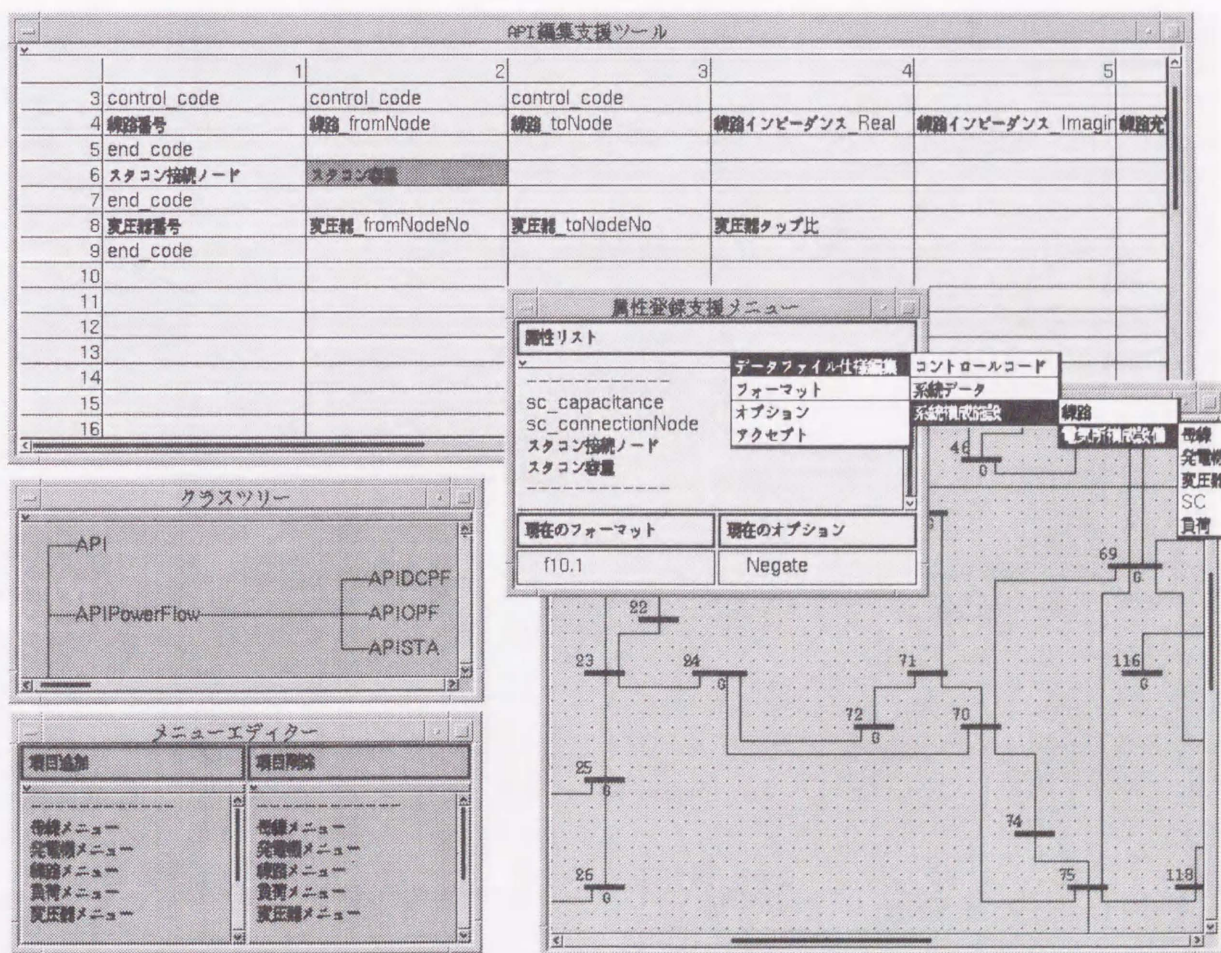 API編集支援ツール
1 2 3 4 5
3 control_code control_code control_code
4 線路番号 線路_fromNode 線路_toNode 線路インピーダンス_Real 線路インピーダンス_Imagin 線路充
5 end_code
6 スタコン接続ノード スタコン容量
7 end_code
8 変圧器番号 変圧器_fromNodeNo 変圧器_toNodeNo 変圧器タップ比
9 end_code
10
11
12
13
14
15
16
属性登録支援メニュー
属性リスト
-------------
sc_capacitance
sc_connectionNode
スタコン接続ノード
スタコン容量
-------------
現在のフォーマット 現在のオプション
f10.1 Negate
データファイル仕様編集
フォーマット
オプション
アクセプト
コントロールコード
系統データ
系統構成施設
線路
電気所構成設備
母線
発電機
変圧器
SC
負荷
クラスツリー
API
APIPowerFlow
APIDCPF
APIOPF
APISTA
メニューエディター
項目追加 項目削除
-------------- --------------
母線メニュー 母線メニュー
発電機メニュー 発電機メニュー
線路メニュー 線路メニュー
負荷メニュー 負荷メニュー
変圧器メニュー 変圧器メニュー
46
G
G
69
G
22
23
24
G
71
116
G
72
G
70
25
G
74
26
G
75
118